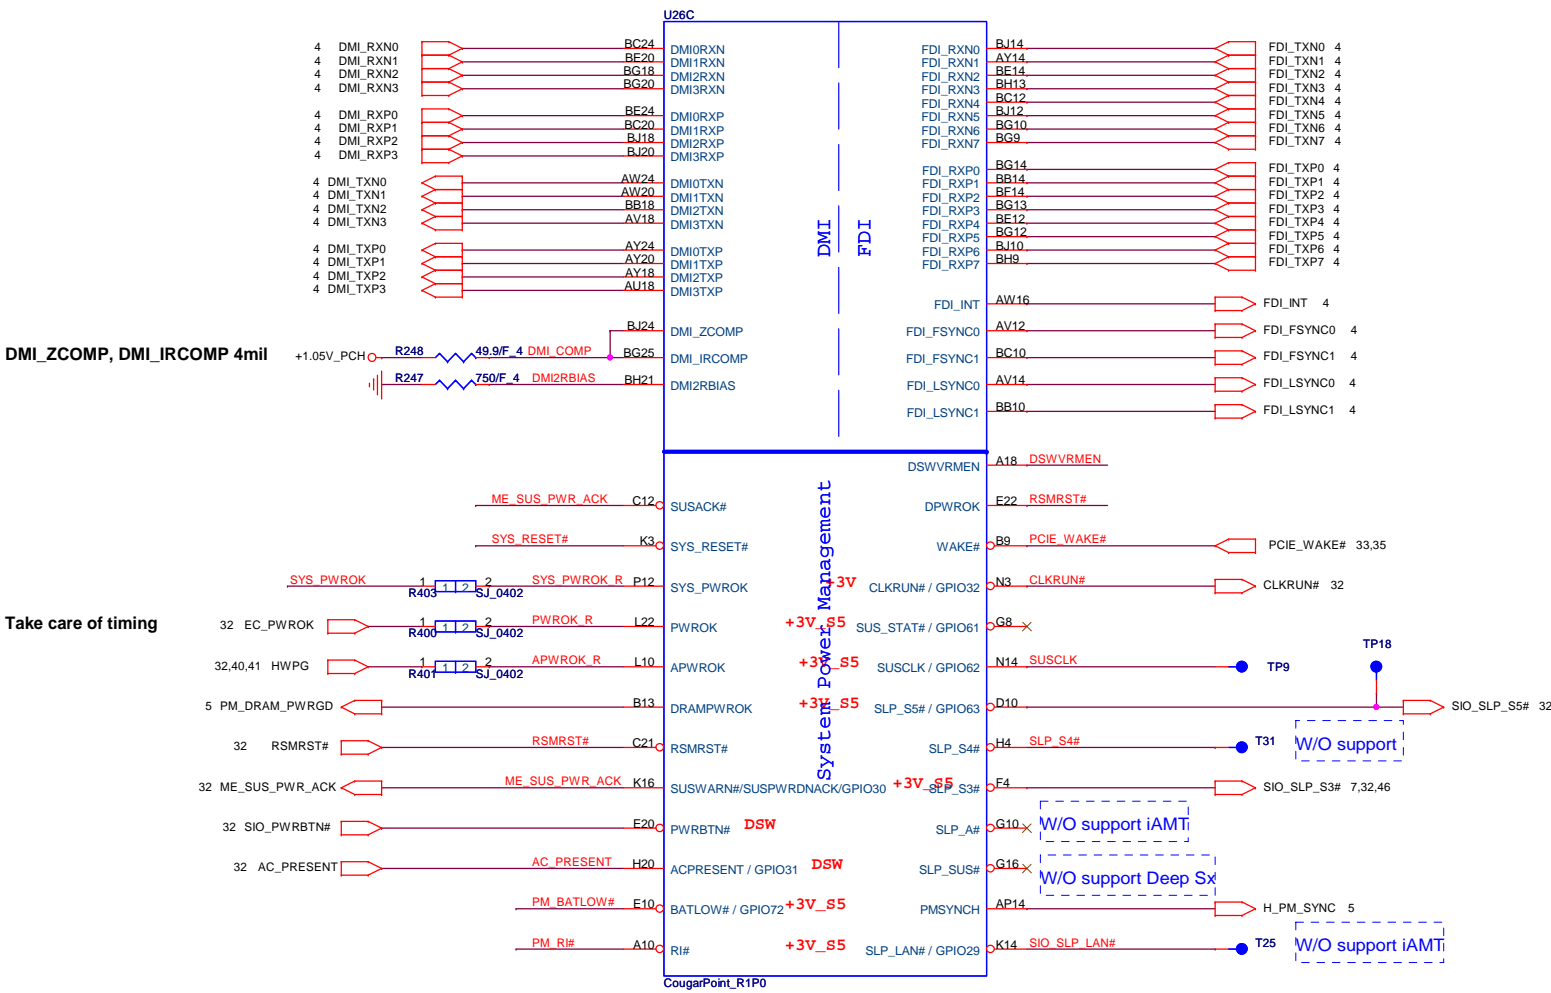 U26C
4 DMI_RXN0 BC24 DMI0RXN FDI_RXN0 BJ14 FDI_TXN0 4
4 DMI_RXN1 BE20 DMI1RXN FDI_RXN1 AY14 FDI_TXN1 4
4 DMI_RXN2 BG18 DMI2RXN FDI_RXN2 BE14 FDI_TXN2 4
4 DMI_RXN3 BG20 DMI3RXN FDI_RXN3 BH13 FDI_TXN3 4
FDI_RXN4 BC12 FDI_TXN4 4
4 DMI_RXP0 BE24 DMI0RXP FDI_RXN5 BJ12 FDI_TXN5 4
4 DMI_RXP1 BC20 DMI1RXP FDI_RXN6 BG10 FDI_TXN6 4
4 DMI_RXP2 BJ18 DMI2RXP FDI_RXN7 BG9 FDI_TXN7 4
4 DMI_RXP3 BJ20 DMI3RXP
FDI_RXP0 BG14 FDI_TXP0 4
4 DMI_TXN0 AW24 DMI0TXN FDI_RXP1 BB14 FDI_TXP1 4
4 DMI_TXN1 AW20 DMI1TXN FDI_RXP2 BF14 FDI_TXP2 4
4 DMI_TXN2 BB18 DMI2TXN FDI_RXP3 BG13 FDI_TXP3 4
4 DMI_TXN3 AV18 DMI3TXN FDI_RXP4 BE12 FDI_TXP4 4
FDI_RXP5 BG12 FDI_TXP5 4
4 DMI_TXP0 AY24 DMI0TXP FDI_RXP6 BJ10 FDI_TXP6 4
4 DMI_TXP1 AY20 DMI1TXP FDI_RXP7 BH9 FDI_TXP7 4
4 DMI_TXP2 AY18 DMI2TXP
4 DMI_TXP3 AU18 DMI3TXP
DMI
FDI
FDI_INT AW16 FDI_INT 4
BJ24 DMI_ZCOMP FDI_FSYNC0 AV12 FDI_FSYNC0 4
DMI_ZCOMP, DMI_IRCOMP 4mil +1.05V_PCH R248 49.9/F_4 DMI_COMP BG25 DMI_IRCOMP FDI_FSYNC1 BC10 FDI_FSYNC1 4
R247 750/F_4 DMI2RBIAS BH21 DMI2RBIAS FDI_LSYNC0 AV14 FDI_LSYNC0 4
FDI_LSYNC1 BB10 FDI_LSYNC1 4
System Power Management
DSWVRMEN A18 DSWVRMEN
ME_SUS_PWR_ACK C12 SUSACK# DPWROK E22 RSMRST#
SYS_RESET# K3 SYS_RESET# WAKE# B9 PCIE_WAKE# PCIE_WAKE# 33,35
SYS_PWROK 1 R403 1 2 2 SJ_0402 SYS_PWROK_R P12 SYS_PWROK +3V CLKRUN# / GPIO32 N3 CLKRUN# CLKRUN# 32
Take care of timing 32 EC_PWROK 1 R400 1 2 2 SJ_0402 PWROK_R L22 PWROK +3V_S5 SUS_STAT# / GPIO61 G8
32,40,41 HWPG 1 R401 1 2 2 SJ_0402 APWROK_R L10 APWROK +3V_S5 SUSCLK / GPIO62 N14 SUSCLK TP9 TP18
5 PM_DRAM_PWRGD B13 DRAMPWROK +3V_S5 SLP_S5# / GPIO63 D10 SIO_SLP_S5# 32
32 RSMRST# RSMRST# C21 RSMRST# SLP_S4# H4 SLP_S4# T31 W/O support
32 ME_SUS_PWR_ACK ME_SUS_PWR_ACK K16 SUSWARN#/SUSPWRDNACK/GPIO30 +3V_S5 SLP_S3# F4 SIO_SLP_S3# 7,32,46
32 SIO_PWRBTN# E20 PWRBTN# DSW SLP_A# G10 W/O support iAMT
32 AC_PRESENT AC_PRESENT H20 ACPRESENT / GPIO31 DSW SLP_SUS# G16 W/O support Deep Sx
PM_BATLOW# E10 BATLOW# / GPIO72 +3V_S5 PMSYNCH AP14 H_PM_SYNC 5
PM_RI# A10 RI# +3V_S5 SLP_LAN# / GPIO29 K14 SIO_SLP_LAN# T25 W/O support iAMT
CougarPoint_R1P0